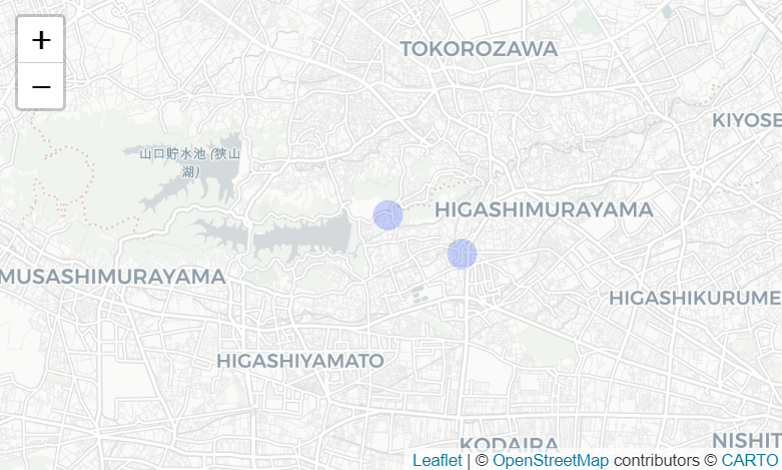 +
−
TOKOROZAWA
KIYOSE
山口貯水池 (狭山
湖)
HIGASHIMURAYAMA
MUSASHIMURAYAMA
HIGASHIKURUME
HIGASHIYAMATO
KODAIRA
NISHIT
Leaflet | © OpenStreetMap contributors © CARTO